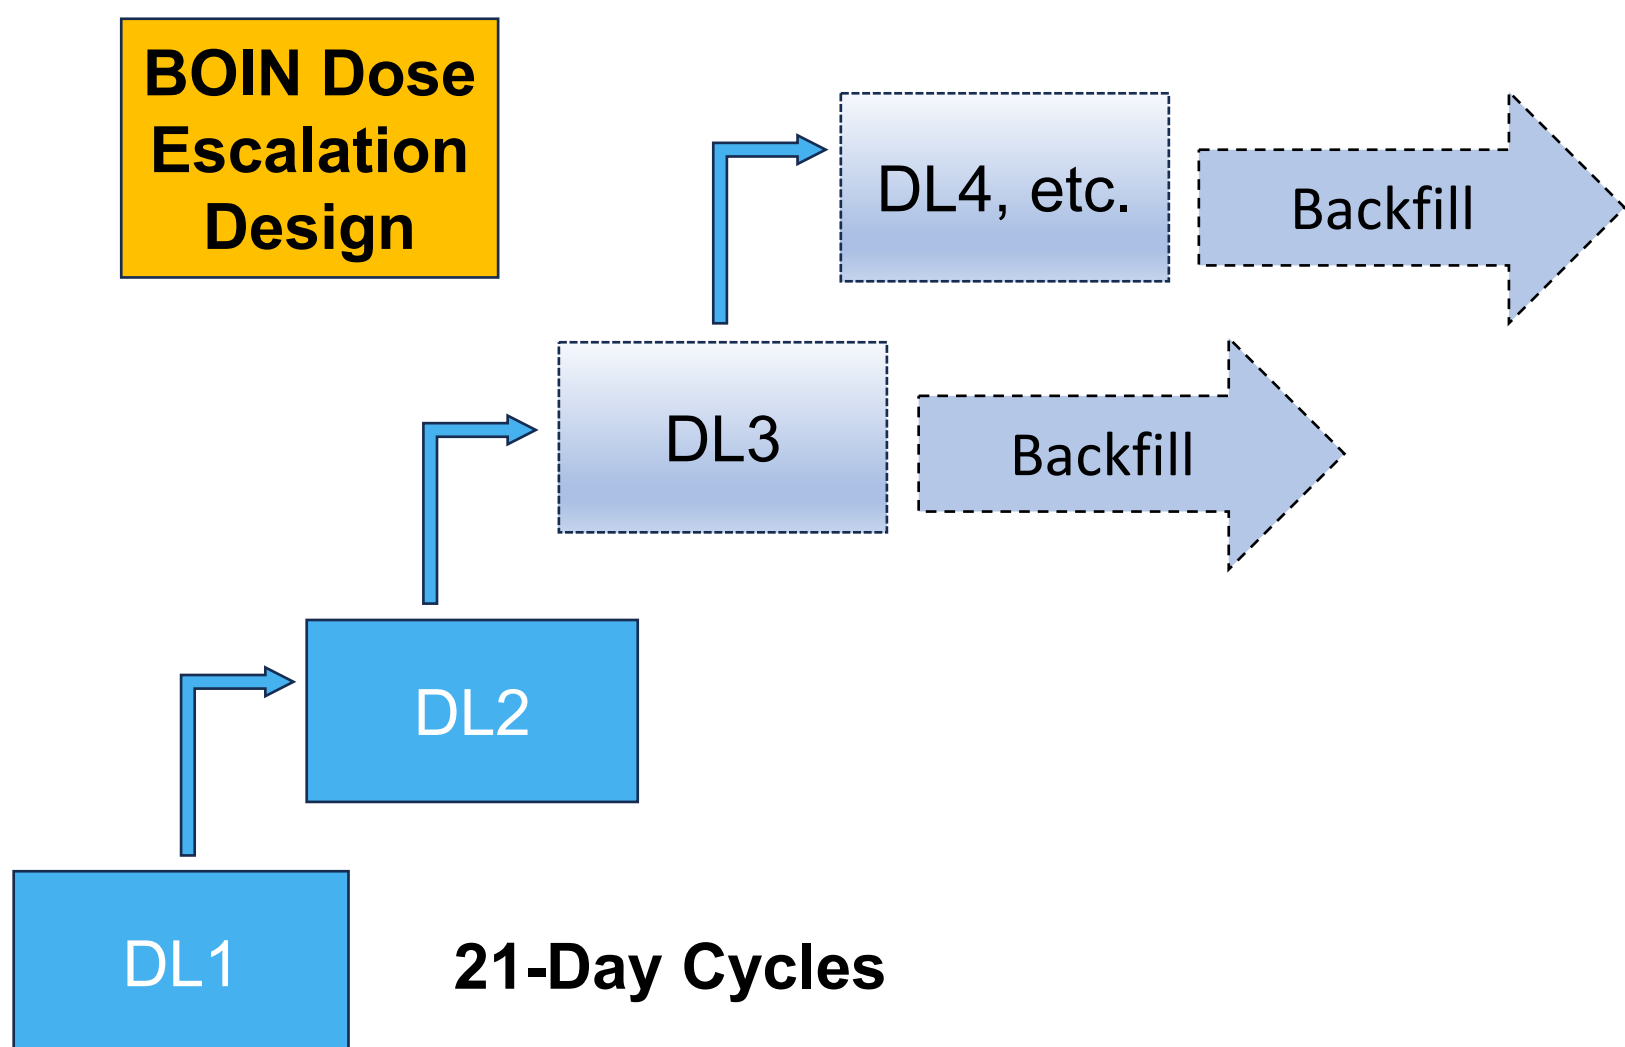 BOIN Dose
Escalation
Design
DL4, etc.
Backfill
DL3
Backfill
DL2
DL1
21-Day Cycles